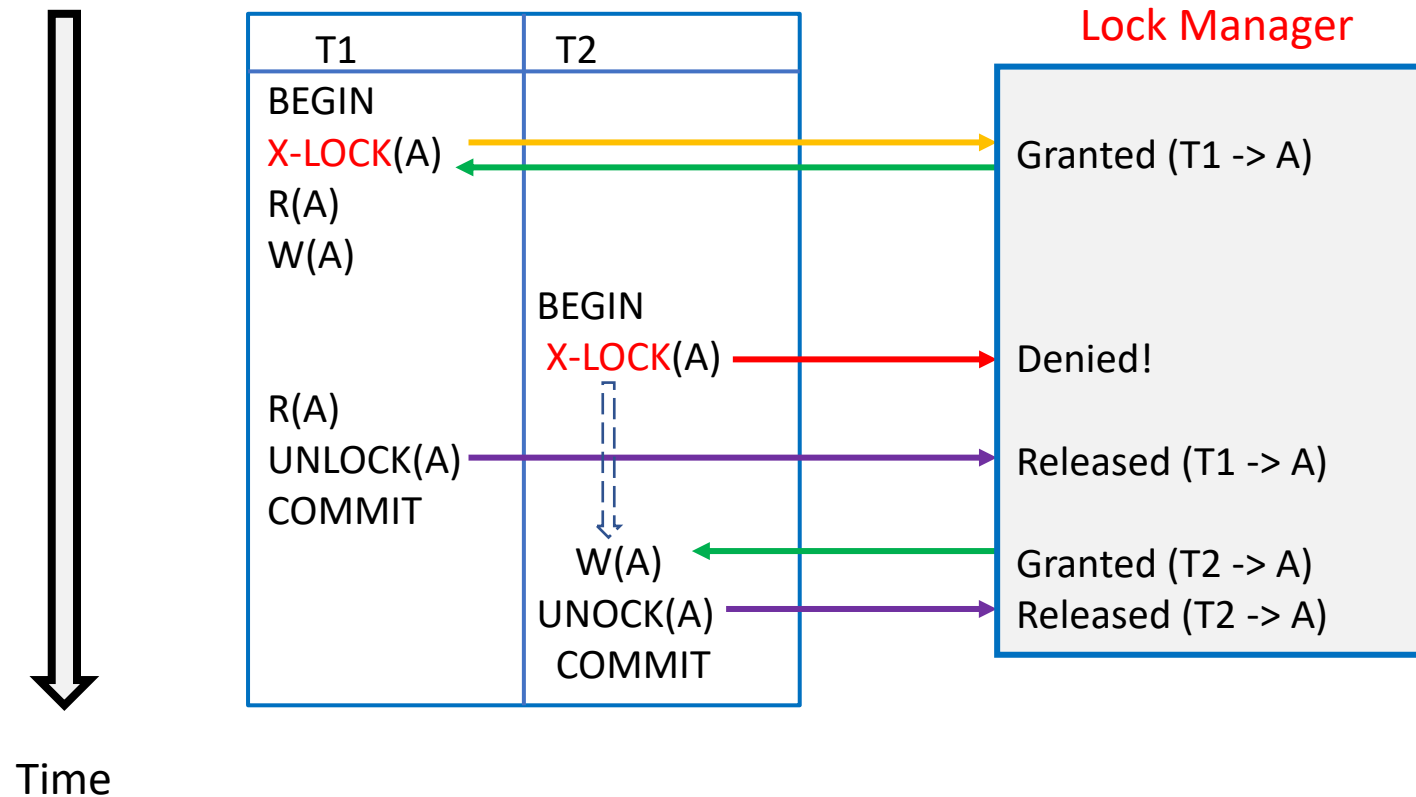 Lock Manager
T1 T2
BEGIN
X-LOCK(A) Granted (T1 -> A)
R(A)
W(A)
BEGIN
X-LOCK(A) Denied!
R(A)
UNLOCK(A) Released (T1 -> A)
COMMIT
W(A) Granted (T2 -> A)
UNOCK(A) Released (T2 -> A)
COMMIT
Time